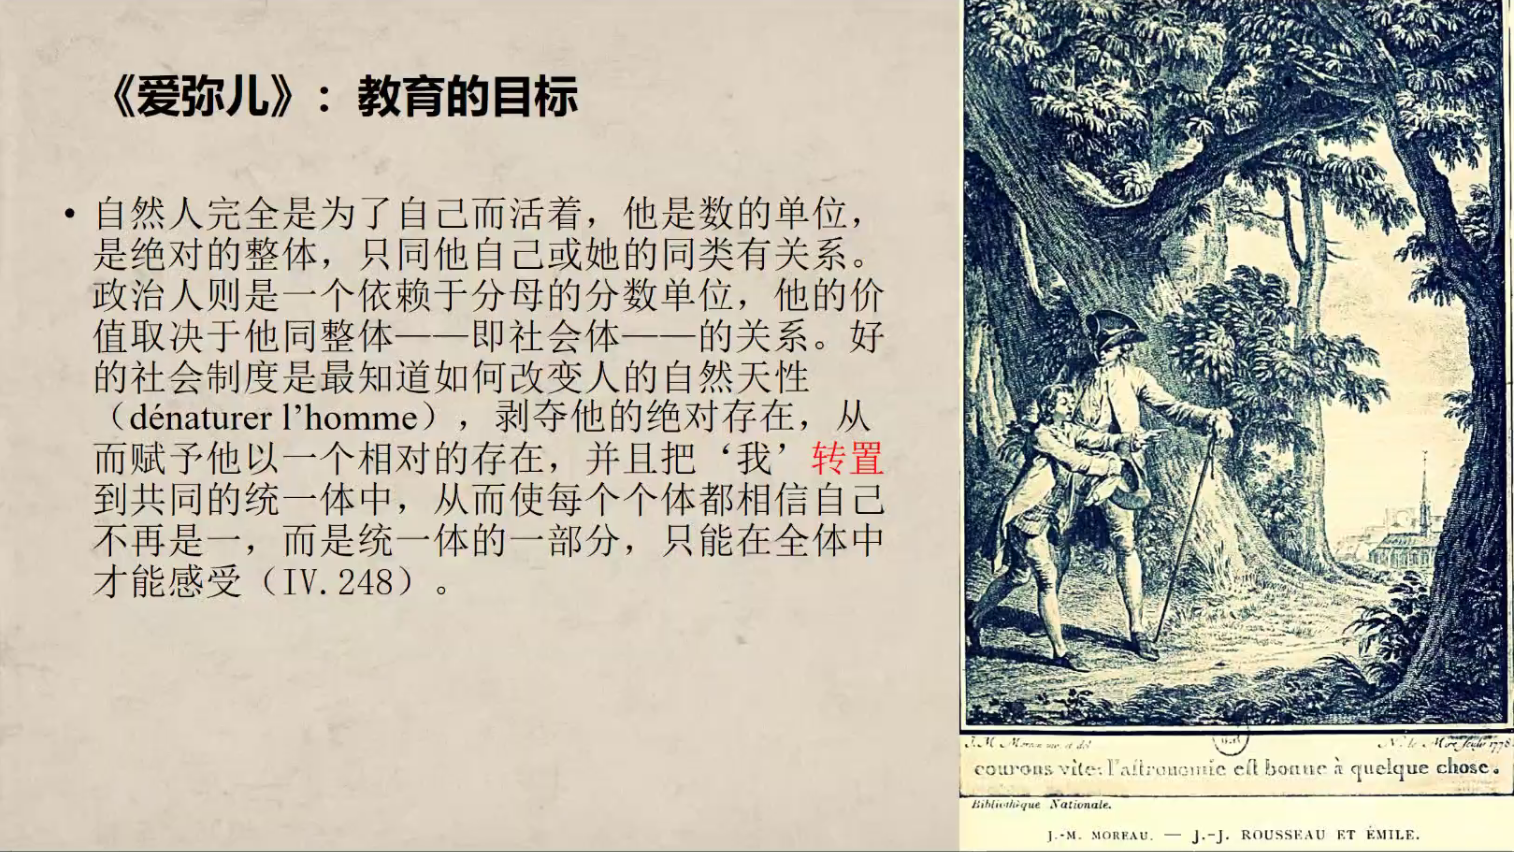 《爱弥儿》：教育的目标
• 自然人完全是为了自己而活着，他是数的单位，
是绝对的整体，只同他自己或她的同类有关系。
政治人则是一个依赖于分母的分数单位，他的价
值取决于他同整体——即社会体——的关系。好
的社会制度是最知道如何改变人的自然天性
（dénaturer l’homme），剥夺他的绝对存在，从
而赋予他以一个相对的存在，并且把‘我’转置
到共同的统一体中，从而使每个个体都相信自己
不再是一，而是统一体的一部分，只能在全体中
才能感受（IV.248）。
J.M. Moreau
courons vite: l'aſtronomie eſt bonne à quelque chose.
Bibliothèque Nationale.
J.-M. MOREAU. — J.-J. ROUSSEAU ET ÉMILE.